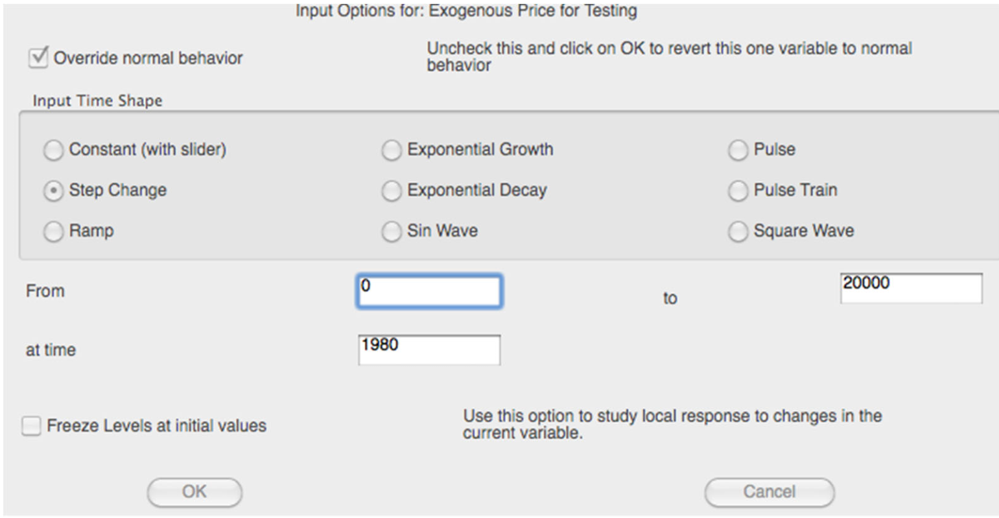 Input Options for: Exogenous Price for Testing
Override normal behavior
Uncheck this and click on OK to revert this one variable to normal
behavior
Input Time Shape
Constant (with slider)
Exponential Growth
Pulse
Step Change
Exponential Decay
Pulse Train
Ramp
Sin Wave
Square Wave
From
0
to
20000
at time
1980
Freeze Levels at initial values
Use this option to study local response to changes in the
current variable.
OK
Cancel